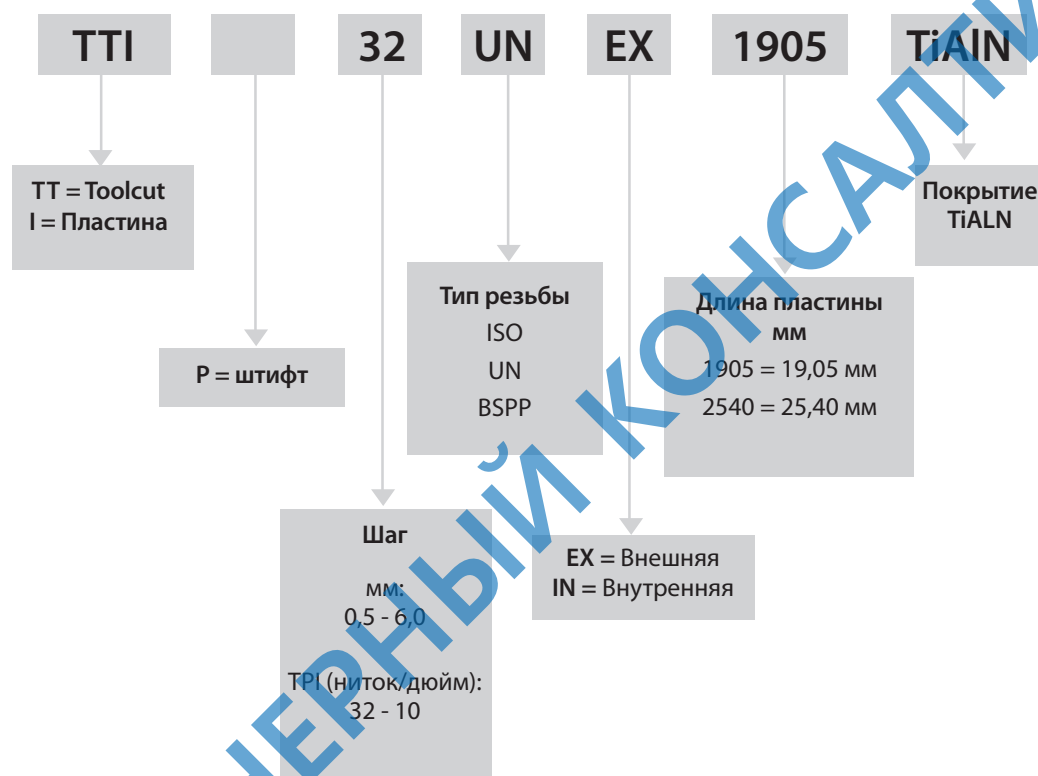 TTI 32 UN EX 1905 TiAlN
TT = Toolcut
I = Пластина
Покрытие
TiALN
Тип резьбы
ISO
UN
BSPP
Длина пластины
мм
1905 = 19,05 мм
2540 = 25,40 мм
P = штифт
Шаг
мм:
0,5 - 6,0
TPI (ниток/дюйм):
32 - 10
EX = Внешняя
IN = Внутренняя